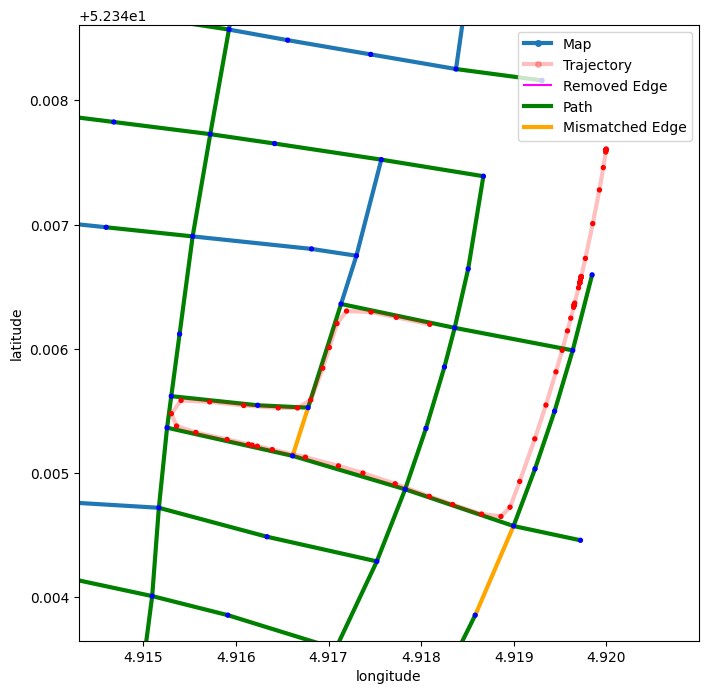 +5.234e1
Map
Trajectory
Removed Edge
Path
Mismatched Edge
0.008
0.007
0.006
0.005
0.004
latitude
4.915 4.916 4.917 4.918 4.919 4.920
longitude